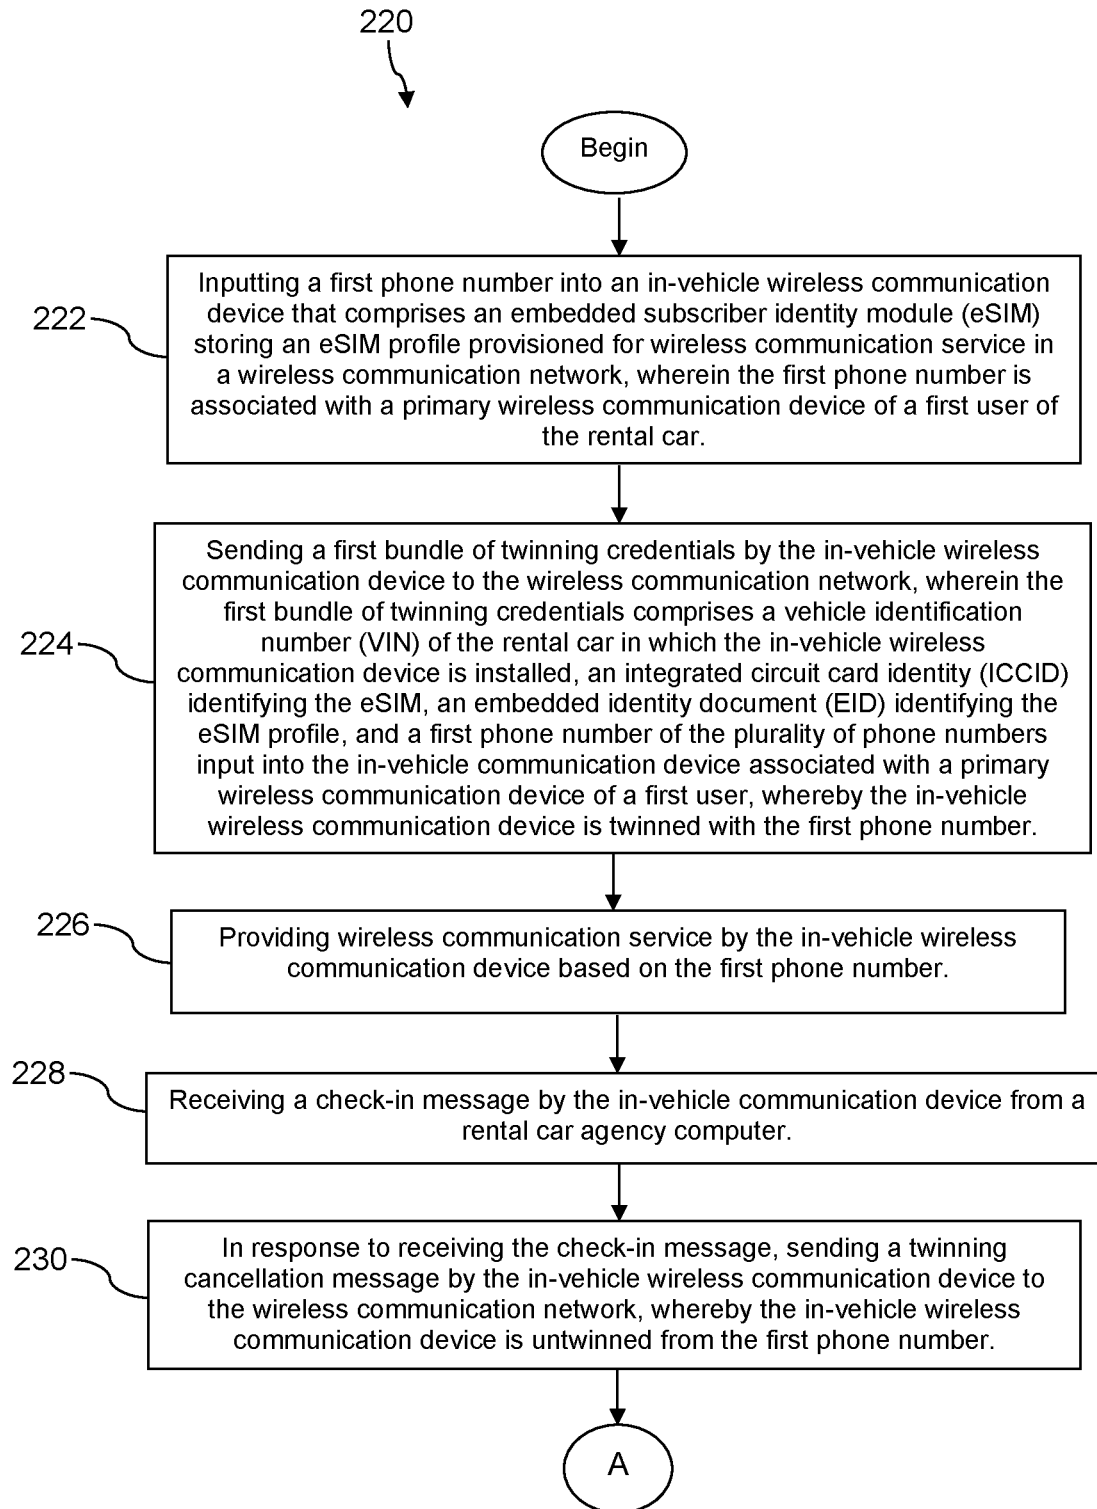 220
Begin
222
Inputting a first phone number into an in-vehicle wireless communication
device that comprises an embedded subscriber identity module (eSIM)
storing an eSIM profile provisioned for wireless communication service in
a wireless communication network, wherein the first phone number is
associated with a primary wireless communication device of a first user of
the rental car.
224
Sending a first bundle of twinning credentials by the in-vehicle wireless
communication device to the wireless communication network, wherein the
first bundle of twinning credentials comprises a vehicle identification
number (VIN) of the rental car in which the in-vehicle wireless
communication device is installed, an integrated circuit card identity (ICCID)
identifying the eSIM, an embedded identity document (EID) identifying the
eSIM profile, and a first phone number of the plurality of phone numbers
input into the in-vehicle communication device associated with a primary
wireless communication device of a first user, whereby the in-vehicle
wireless communication device is twinned with the first phone number.
226
Providing wireless communication service by the in-vehicle wireless
communication device based on the first phone number.
228
Receiving a check-in message by the in-vehicle communication device from a
rental car agency computer.
230
In response to receiving the check-in message, sending a twinning
cancellation message by the in-vehicle wireless communication device to
the wireless communication network, whereby the in-vehicle wireless
communication device is untwinned from the first phone number.
A